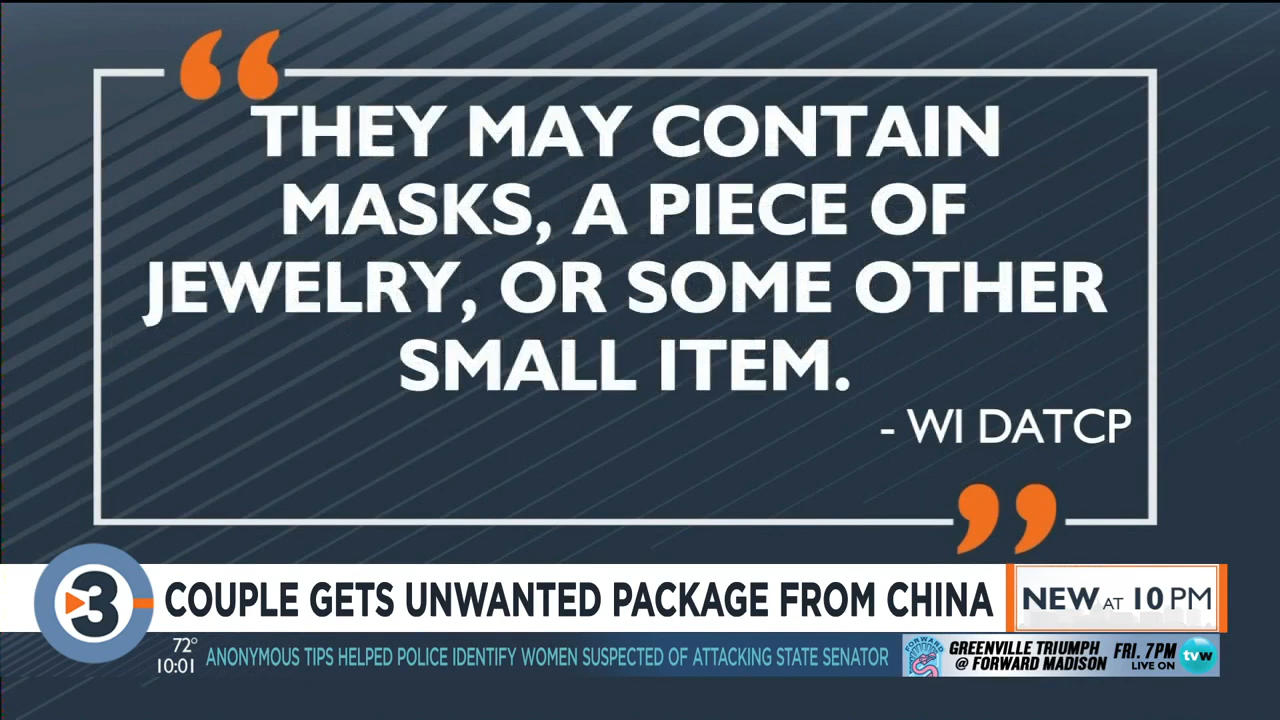 “
THEY MAY CONTAIN
MASKS, A PIECE OF
JEWELRY, OR SOME OTHER
SMALL ITEM.
- WI DATCP
”
3
COUPLE GETS UNWANTED PACKAGE FROM CHINA
NEW AT 10 PM
72°
10:01
ANONYMOUS TIPS HELPED POLICE IDENTIFY WOMEN SUSPECTED OF ATTACKING STATE SENATOR
FORWARD
GREENVILLE TRIUMPH
@ FORWARD MADISON
FRI. 7PM
LIVE ON
tvw